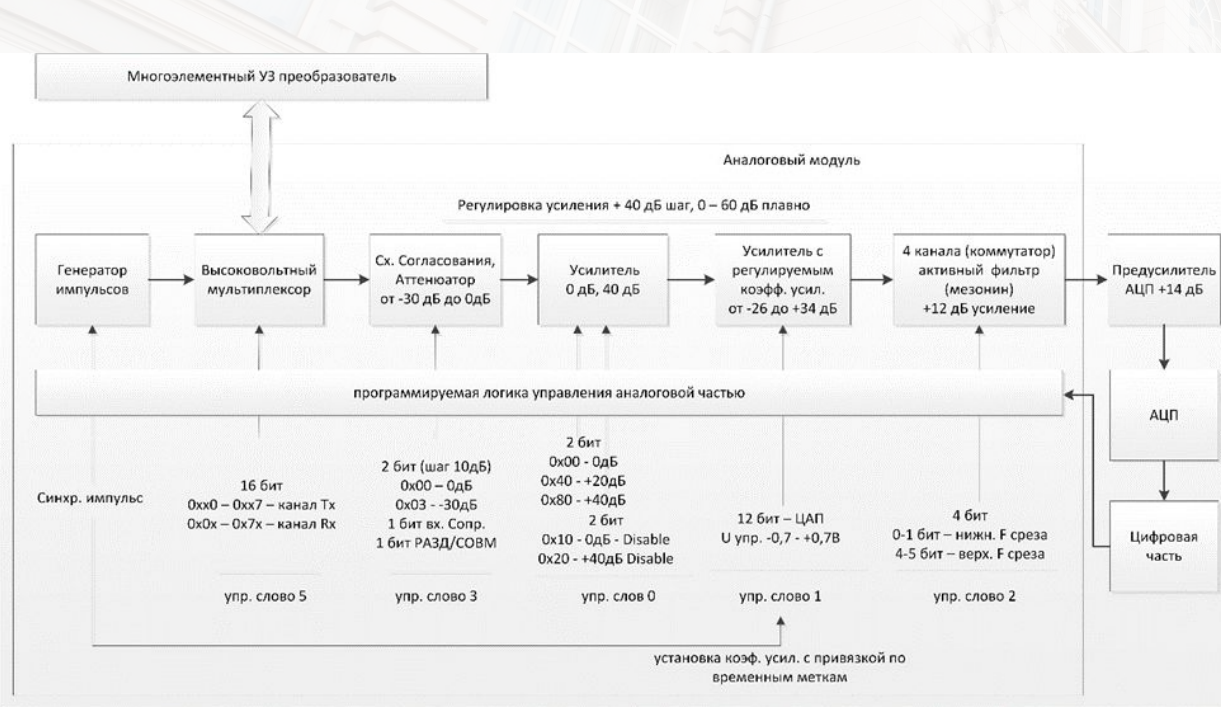 Многоэлементный УЗ преобразователь
Аналоговый модуль
Регулировка усиления + 40 дБ шаг, 0 – 60 дБ плавно
Генератор
импульсов
Высоковольтный
мультиплексор
Сх. Согласования,
Аттенюатор
от -30 дБ до 0дБ
Усилитель
0 дБ, 40 дБ
Усилитель с
регулируемым
коэфф. усил.
от -26 до +34 дБ
4 канала (коммутатор)
активный фильтр
(мезонин)
+12 дБ усиление
Предусилитель
АЦП +14 дБ
программируемая логика управления аналоговой частью
АЦП
Синхр. импульс
16 бит
0xx0 – 0xx7 – канал Tx
0x0x – 0x7x – канал Rx
упр. слово 5
2 бит (шаг 10дБ)
0x00 – 0дБ
0x03 - -30дБ
1 бит вх. Сопр.
1 бит РАЗД/СОВМ
упр. слово 3
2 бит
0x00 - 0дБ
0x40 - +20дБ
0x80 - +40дБ
2 бит
0x10 - 0дБ - Disable
0x20 - +40дБ Disable
упр. слов 0
12 бит – ЦАП
U упр. -0,7 - +0,7В
упр. слово 1
4 бит
0-1 бит – нижн. F среза
4-5 бит – верх. F среза
упр. слово 2
Цифровая
часть
установка коэф. усил. с привязкой по
временным меткам